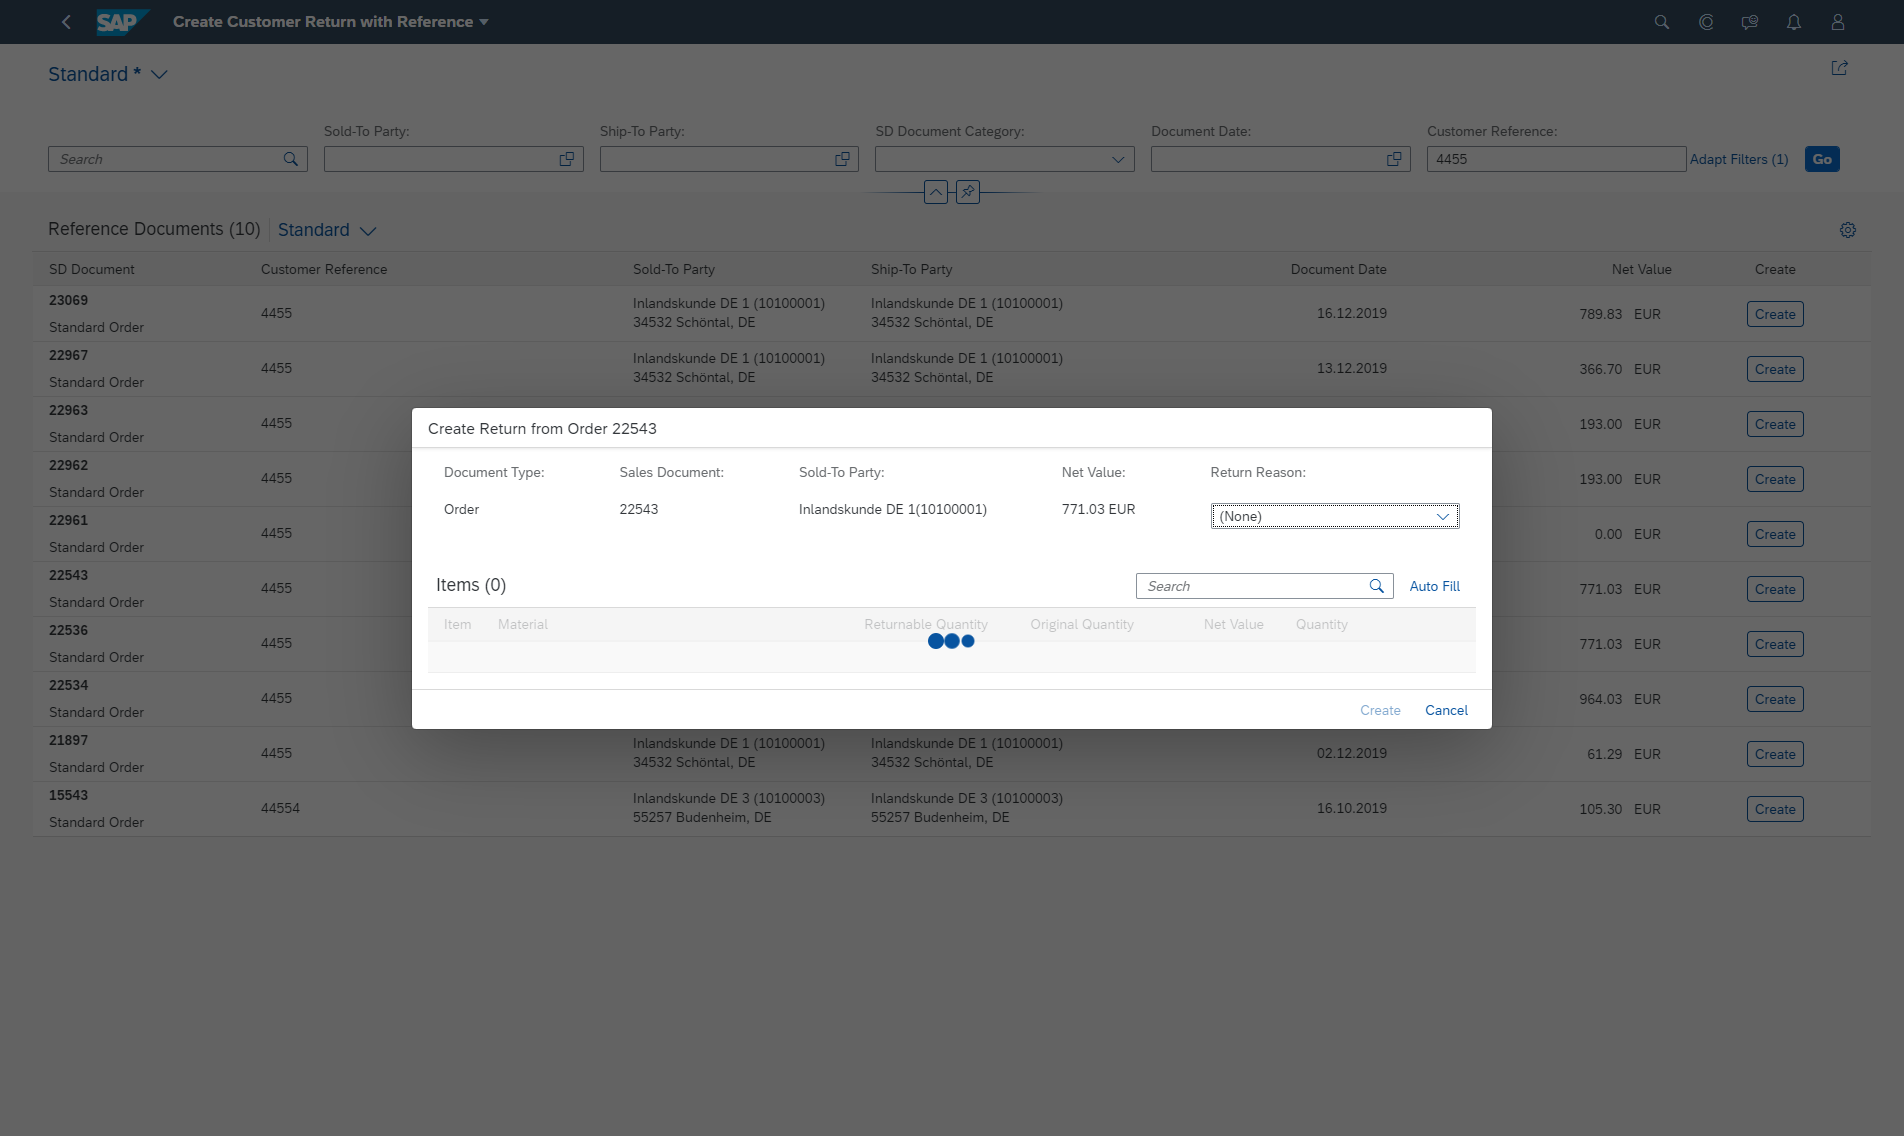 SAP Create Customer Return with Reference
Standard *
Sold-To Party: Ship-To Party: SD Document Category: Document Date: Customer Reference:
Search 4455 Adapt Filters (1) Go
Reference Documents (10) Standard
SD Document Customer Reference Sold-To Party Ship-To Party Document Date Net Value Create
23069
Standard Order
4455
Inlandskunde DE 1 (10100001)
34532 Schöntal, DE
Inlandskunde DE 1 (10100001)
34532 Schöntal, DE
16.12.2019 789.83 EUR Create
22967
Standard Order
4455
Inlandskunde DE 1 (10100001)
34532 Schöntal, DE
Inlandskunde DE 1 (10100001)
34532 Schöntal, DE
13.12.2019 366.70 EUR Create
22963
Standard Order
4455
193.00 EUR Create
22962
Standard Order
4455
193.00 EUR Create
22961
Standard Order
4455
0.00 EUR Create
22543
Standard Order
4455
771.03 EUR Create
22536
Standard Order
4455
771.03 EUR Create
22534
Standard Order
4455
964.03 EUR Create
21897
Standard Order
4455
Inlandskunde DE 1 (10100001)
34532 Schöntal, DE
Inlandskunde DE 1 (10100001)
34532 Schöntal, DE
02.12.2019 61.29 EUR Create
15543
Standard Order
44554
Inlandskunde DE 3 (10100003)
55257 Budenheim, DE
Inlandskunde DE 3 (10100003)
55257 Budenheim, DE
16.10.2019 105.30 EUR Create
Create Return from Order 22543
Document Type: Sales Document: Sold-To Party: Net Value: Return Reason:
Order 22543 Inlandskunde DE 1(10100001) 771.03 EUR (None)
Items (0) Search Auto Fill
Item Material Returnable Quantity Original Quantity Net Value Quantity
Create Cancel